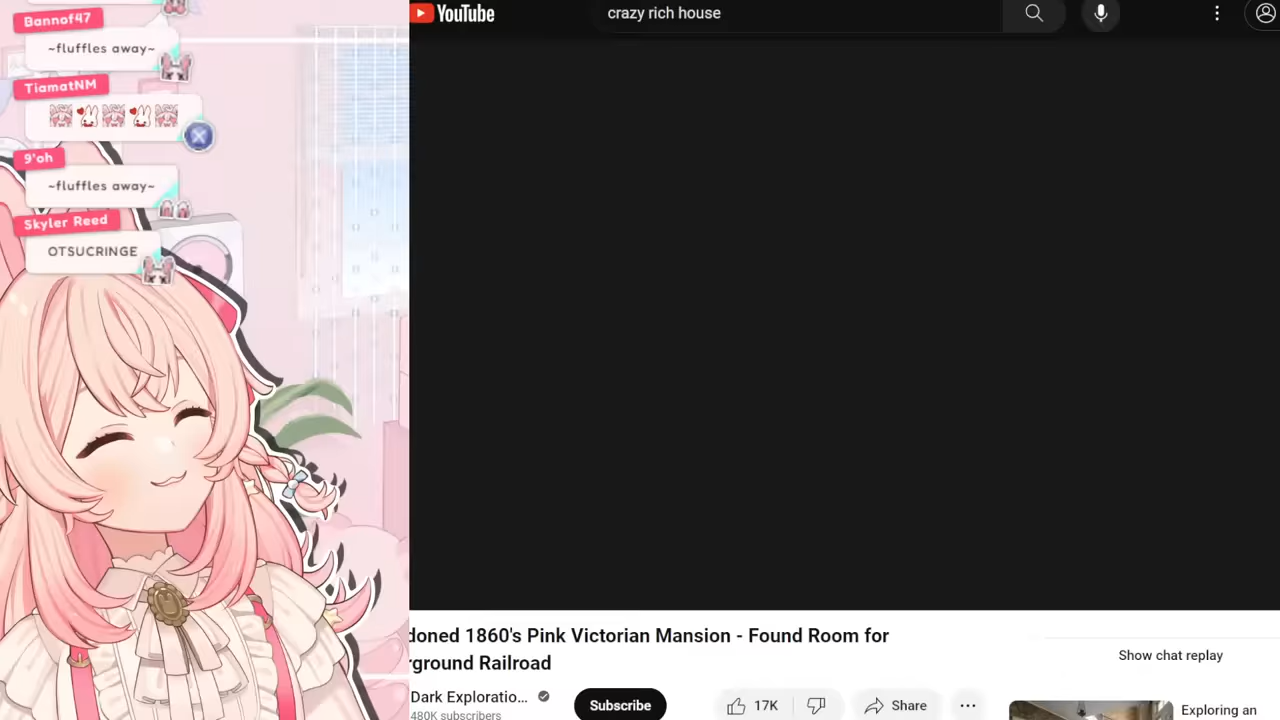 Bannof47
~fluffles away~
TiamatNM
9'oh
~fluffles away~
Skyler Reed
OTSUCRINGE
YouTube
crazy rich house
doned 1860's Pink Victorian Mansion - Found Room for
rground Railroad
Dark Exploratio...
480K subscribers
Subscribe
17K
Share
Show chat replay
Exploring an